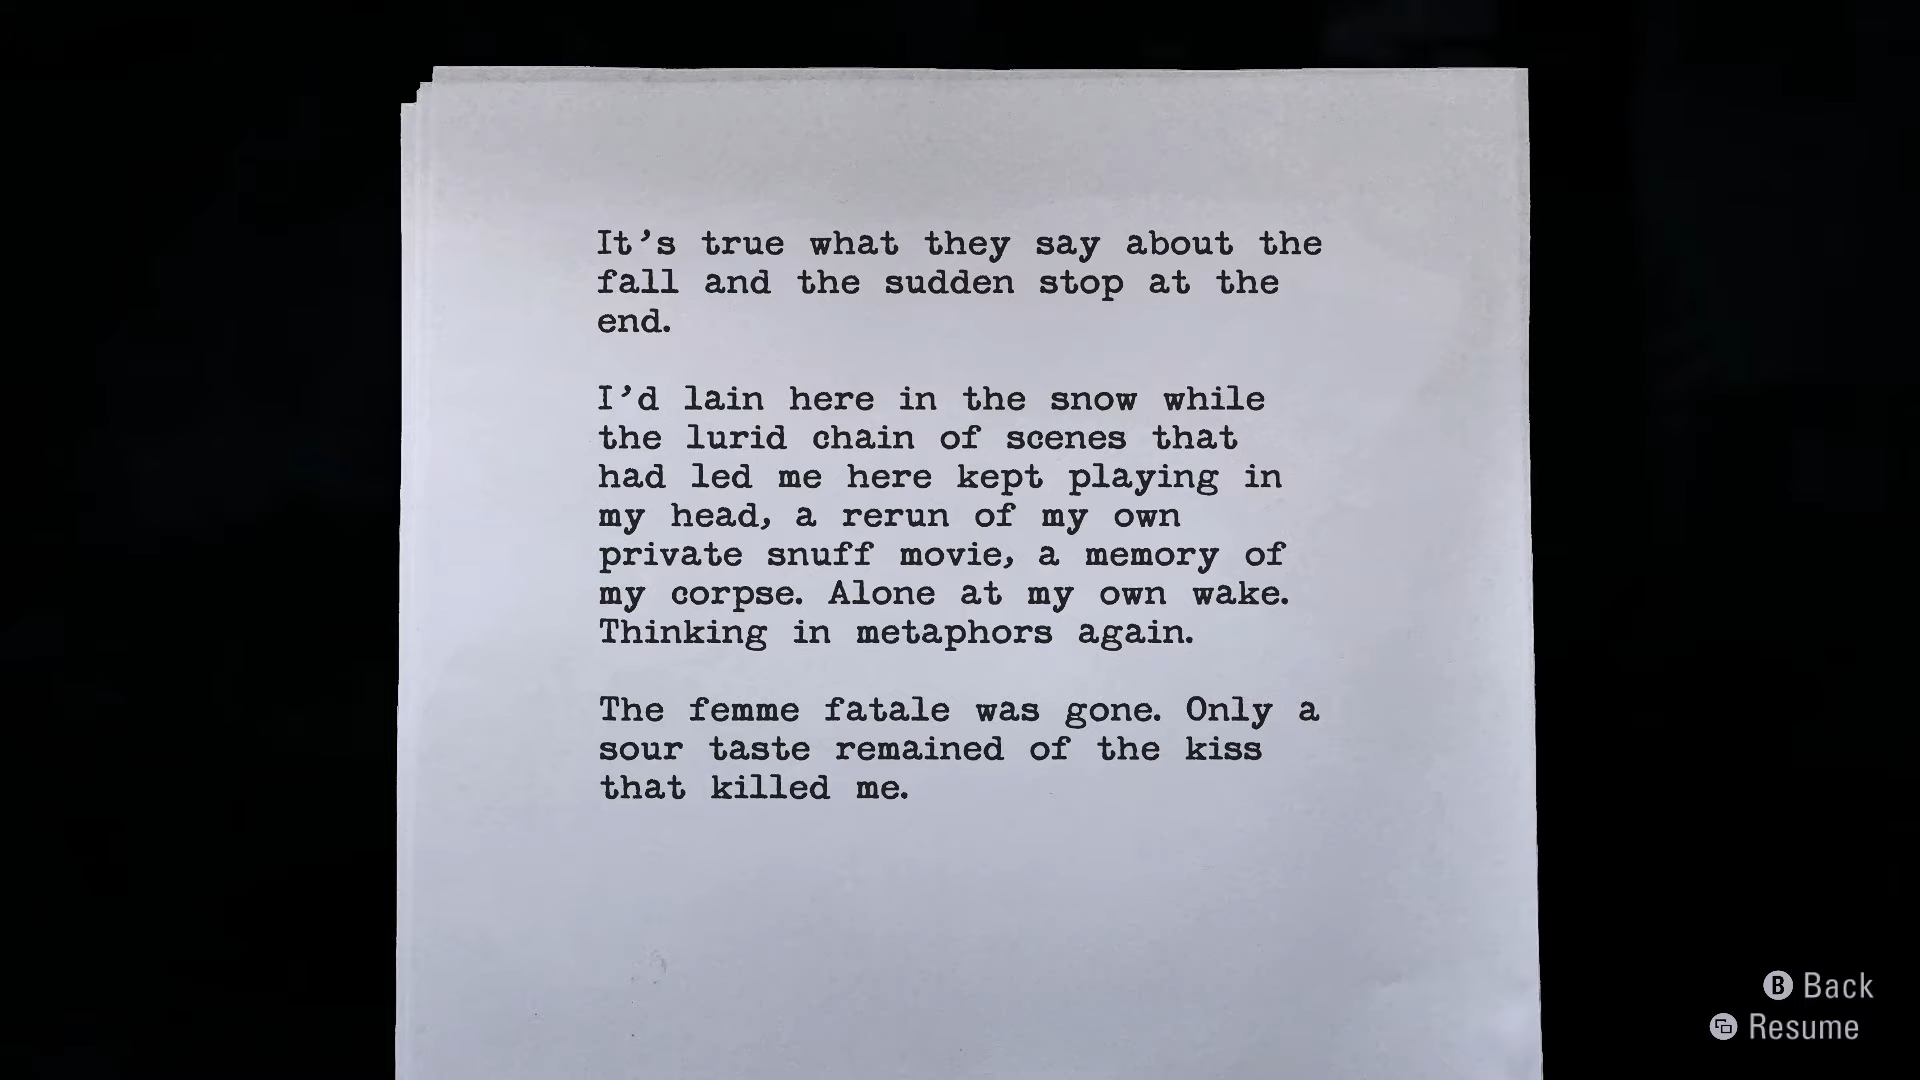 It's true what they say about the
fall and the sudden stop at the
end.
I'd lain here in the snow while
the lurid chain of scenes that
had led me here kept playing in
my head, a rerun of my own
private snuff movie, a memory of
my corpse. Alone at my own wake.
Thinking in metaphors again.
The femme fatale was gone. Only a
sour taste remained of the kiss
that killed me.
B Back
Resume